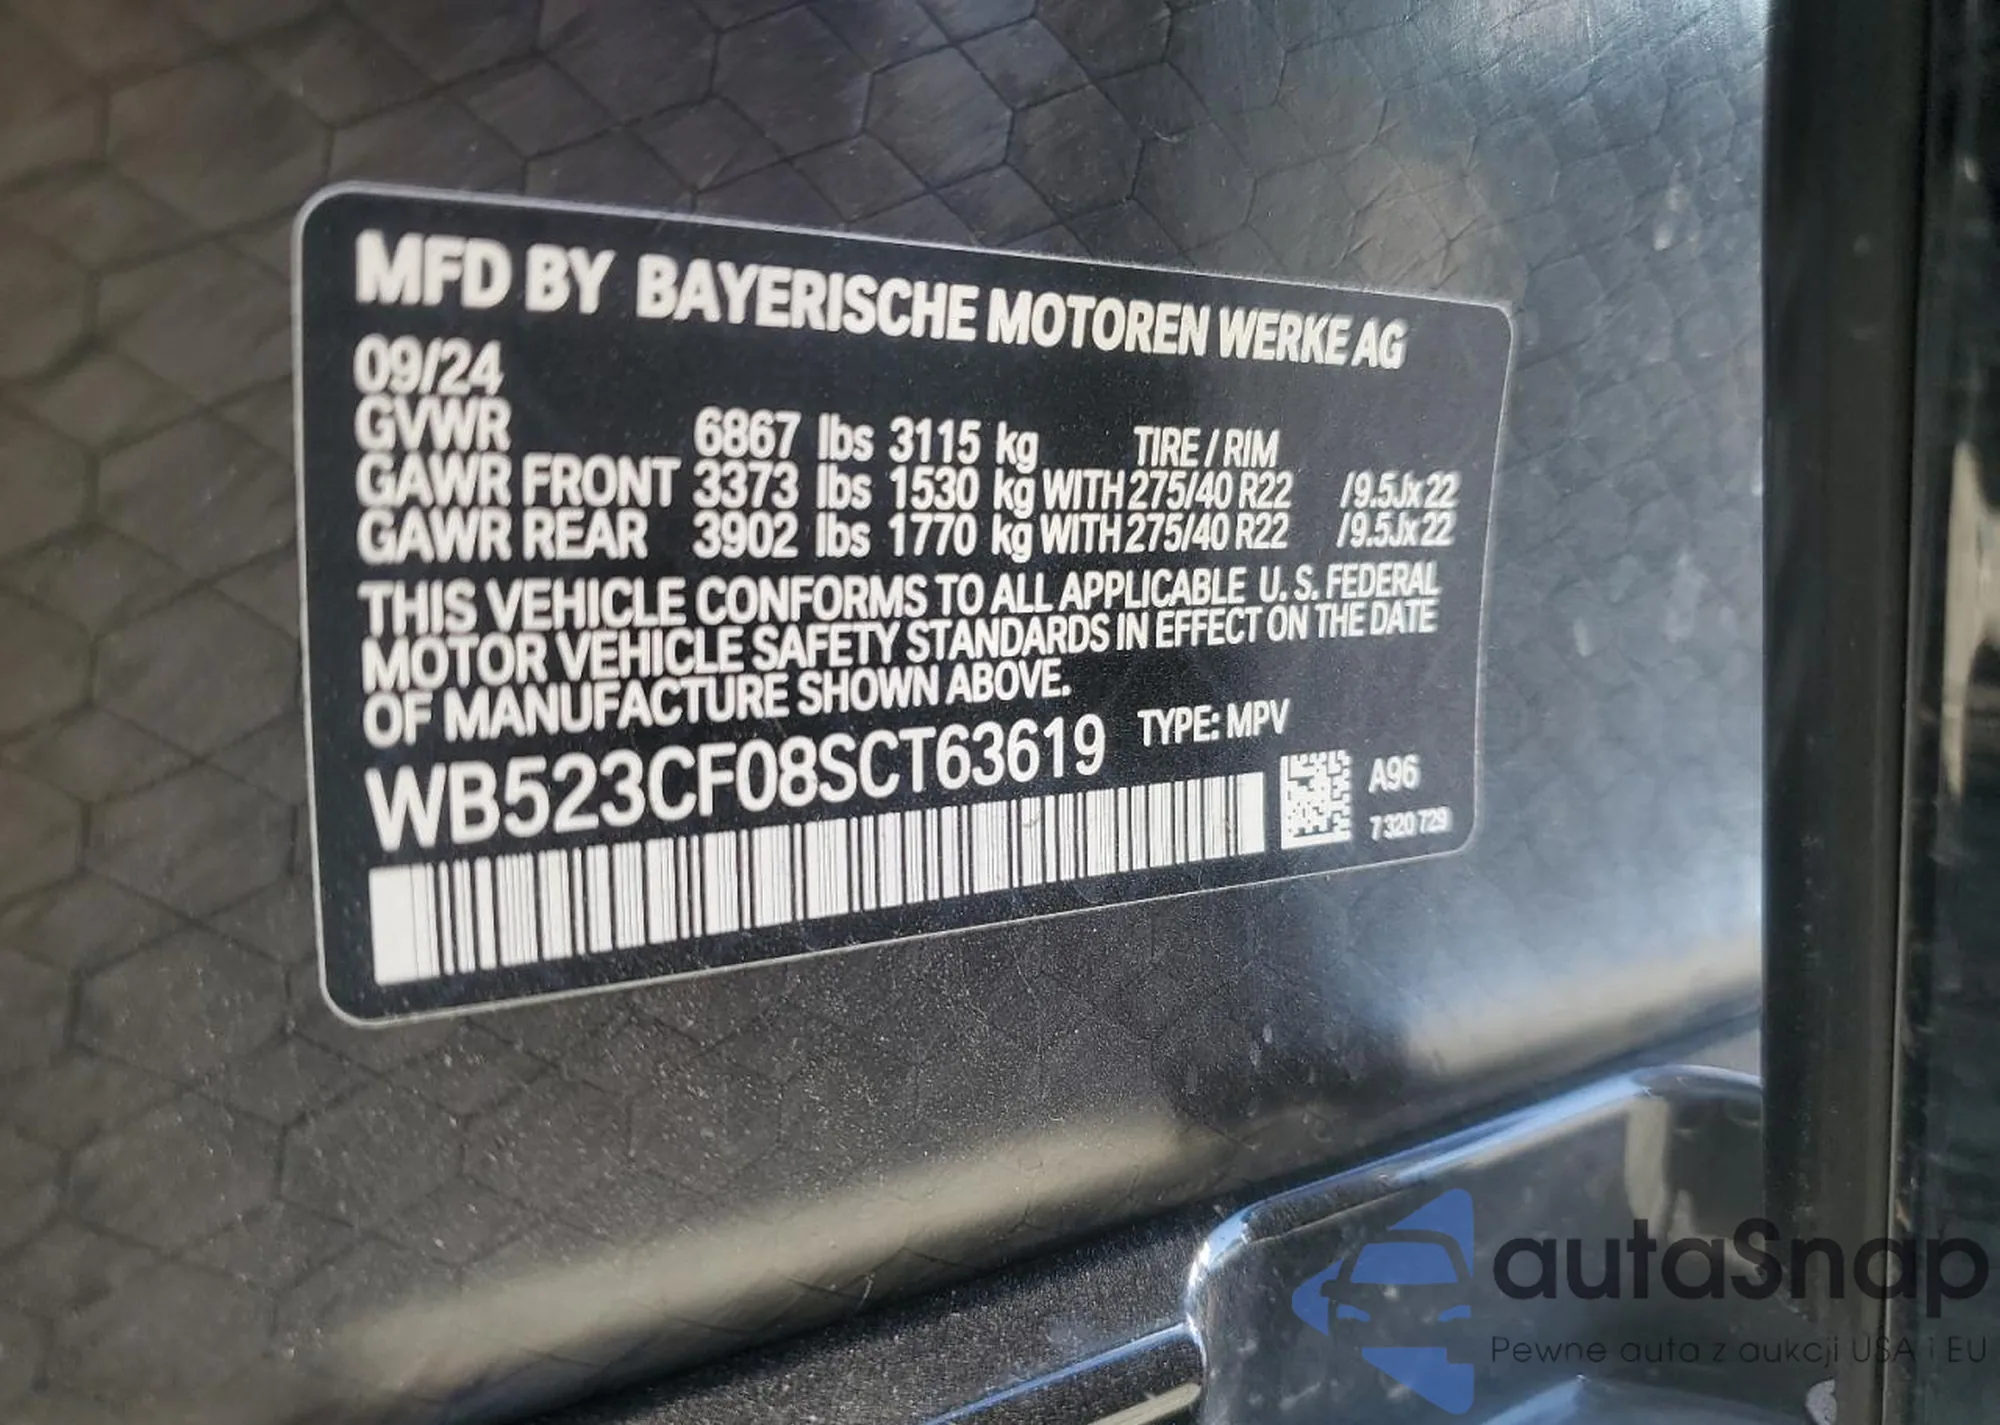 MFD BY BAYERISCHE MOTOREN WERKE AG
09/24
GVWR 6867 lbs 3115 kg TIRE / RIM
GAWR FRONT 3373 lbs 1530 kg WITH 275/40 R22 /9.5Jx22
GAWR REAR 3902 lbs 1770 kg WITH 275/40 R22 /9.5Jx22
THIS VEHICLE CONFORMS TO ALL APPLICABLE U. S. FEDERAL
MOTOR VEHICLE SAFETY STANDARDS IN EFFECT ON THE DATE
OF MANUFACTURE SHOWN ABOVE.
WB523CF08SCT63619 TYPE: MPV
A96
7 320 729
autaSnap
Pewne auta z aukcji USA i EU